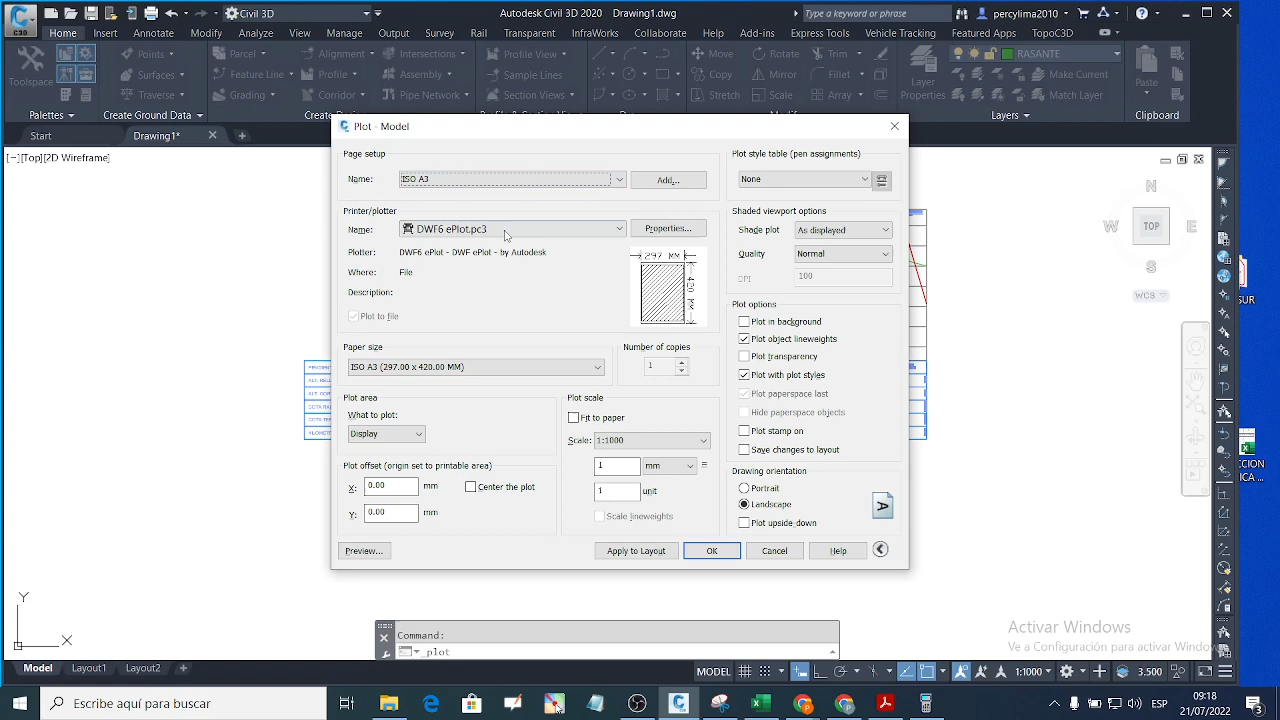 C3D
Civil 3D
Autodesk Civil 3D 2020 Drawing1.dwg
Type a keyword or phrase
percylima2010
Home Insert Annotate Modify Analyze View Manage Output Survey Rail Transparent InfraWorks Collaborate Help Add-ins Express Tools Vehicle Tracking Featured Apps TopoC3D
Toolspace
Points
Surfaces
Traverse
Parcel
Feature Line
Grading
Alignment
Profile
Corridor
Intersections
Assembly
Pipe Network
Profile View
Sample Lines
Section Views
Move
Copy
Stretch
Rotate
Mirror
Scale
Trim
Fillet
Array
Layer
Properties
RASANTE
Make Current
Match Layer
Paste
Palettes
Layers
Clipboard
Start
Drawing1*
[−][Top][2D Wireframe]
Plot - Model
Page setup
Name: ISO A3
Add...
Printer/plotter
Name: DWF6 ePlot.pc3
Properties...
Plotter: DWF6 ePlot - DWF ePlot - by Autodesk
Where: File
Description:
Plot to file
297 MM
420 MM
Paper size
ISO A3 (297.00 x 420.00 MM)
Number of copies
1
Plot area
What to plot:
Display
Plot offset (origin set to printable area)
X: 0.00 mm
Center the plot
Y: 0.00 mm
Plot scale
Fit to paper
Scale: 1:1000
1 mm =
1 unit
Scale lineweights
Plot style table (pen assignments)
None
Shaded viewport options
Shade plot As displayed
Quality Normal
DPI 100
Plot options
Plot in background
Plot object lineweights
Plot transparency
Plot with plot styles
Plot paperspace last
Hide paperspace objects
Plot stamp on
Save changes to layout
Drawing orientation
Portrait
Landscape
Plot upside-down
A
Preview...
Apply to Layout
OK
Cancel
Help
N
W TOP E
S
WCS
SUR
CCION
ICA ...
Y
X
Command:
_plot
Activar Windows
Ve a Configuración para activar Windows.
Model
Layout1
Layout2
MODEL
1:1000
3.500
Escribe aquí para buscar
ESP
09:18
21/07/2022